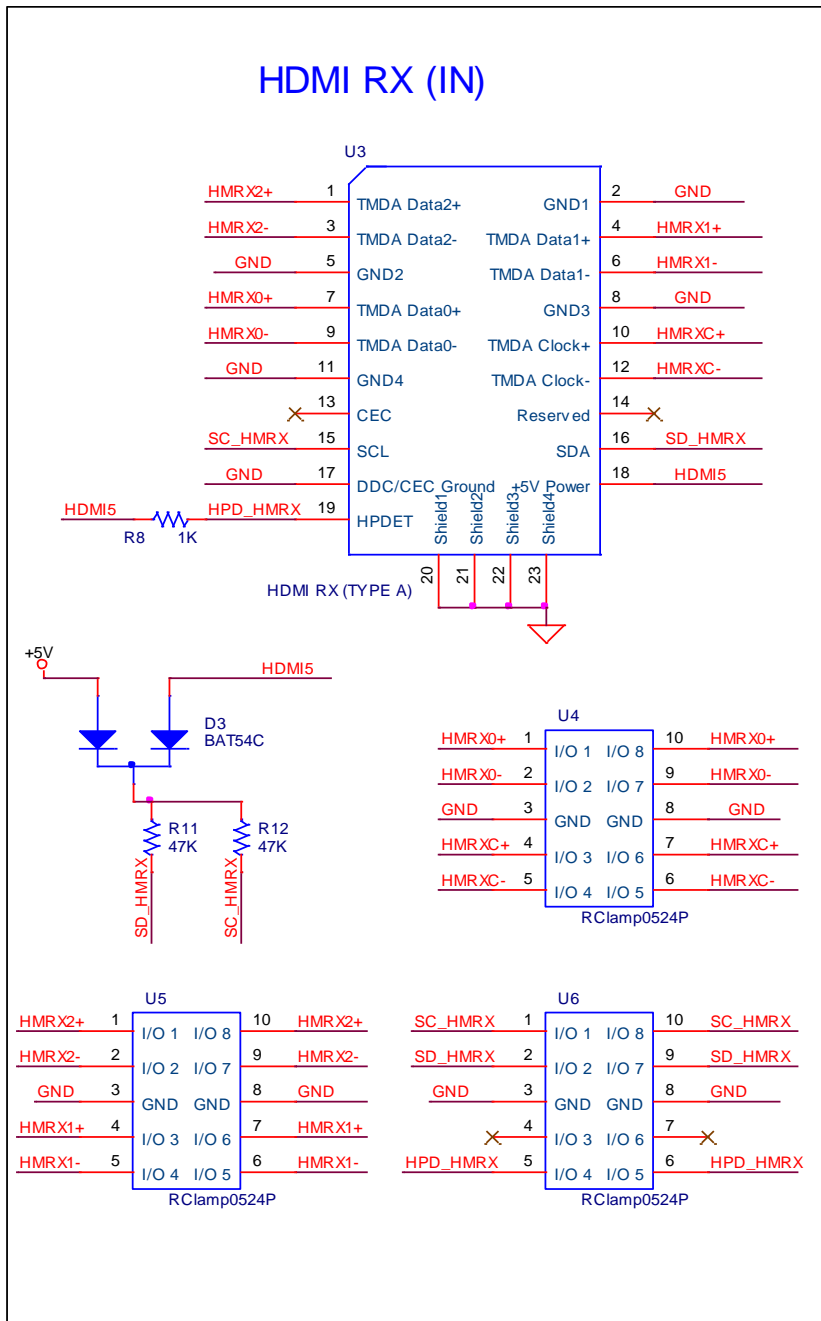 HDMI RX (IN)
U3
HMRX2+ 1 TMDA Data2+ GND1 2 GND
HMRX2- 3 TMDA Data2- TMDA Data1+ 4 HMRX1+
GND 5 GND2 TMDA Data1- 6 HMRX1-
HMRX0+ 7 TMDA Data0+ GND3 8 GND
HMRX0- 9 TMDA Data0- TMDA Clock+ 10 HMRXC+
GND 11 GND4 TMDA Clock- 12 HMRXC-
13 CEC Reserved 14
SC_HMRX 15 SCL SDA 16 SD_HMRX
GND 17 DDC/CEC Ground +5V Power 18 HDMI5
HDMI5 R8 1K HPD_HMRX 19 HPDET
Shield1 Shield2 Shield3 Shield4
20 21 22 23
HDMI RX (TYPE A)
+5V HDMI5
D3
BAT54C
R11 R12
47K 47K
SD_HMRX SC_HMRX
U4
HMRX0+ 1 I/O 1 I/O 8 10 HMRX0+
HMRX0- 2 I/O 2 I/O 7 9 HMRX0-
GND 3 GND GND 8 GND
HMRXC+ 4 I/O 3 I/O 6 7 HMRXC+
HMRXC- 5 I/O 4 I/O 5 6 HMRXC-
RClamp0524P
U5
HMRX2+ 1 I/O 1 I/O 8 10 HMRX2+
HMRX2- 2 I/O 2 I/O 7 9 HMRX2-
GND 3 GND GND 8 GND
HMRX1+ 4 I/O 3 I/O 6 7 HMRX1+
HMRX1- 5 I/O 4 I/O 5 6 HMRX1-
RClamp0524P
U6
SC_HMRX 1 I/O 1 I/O 8 10 SC_HMRX
SD_HMRX 2 I/O 2 I/O 7 9 SD_HMRX
GND 3 GND GND 8 GND
4 I/O 3 I/O 6 7
HPD_HMRX 5 I/O 4 I/O 5 6 HPD_HMRX
RClamp0524P